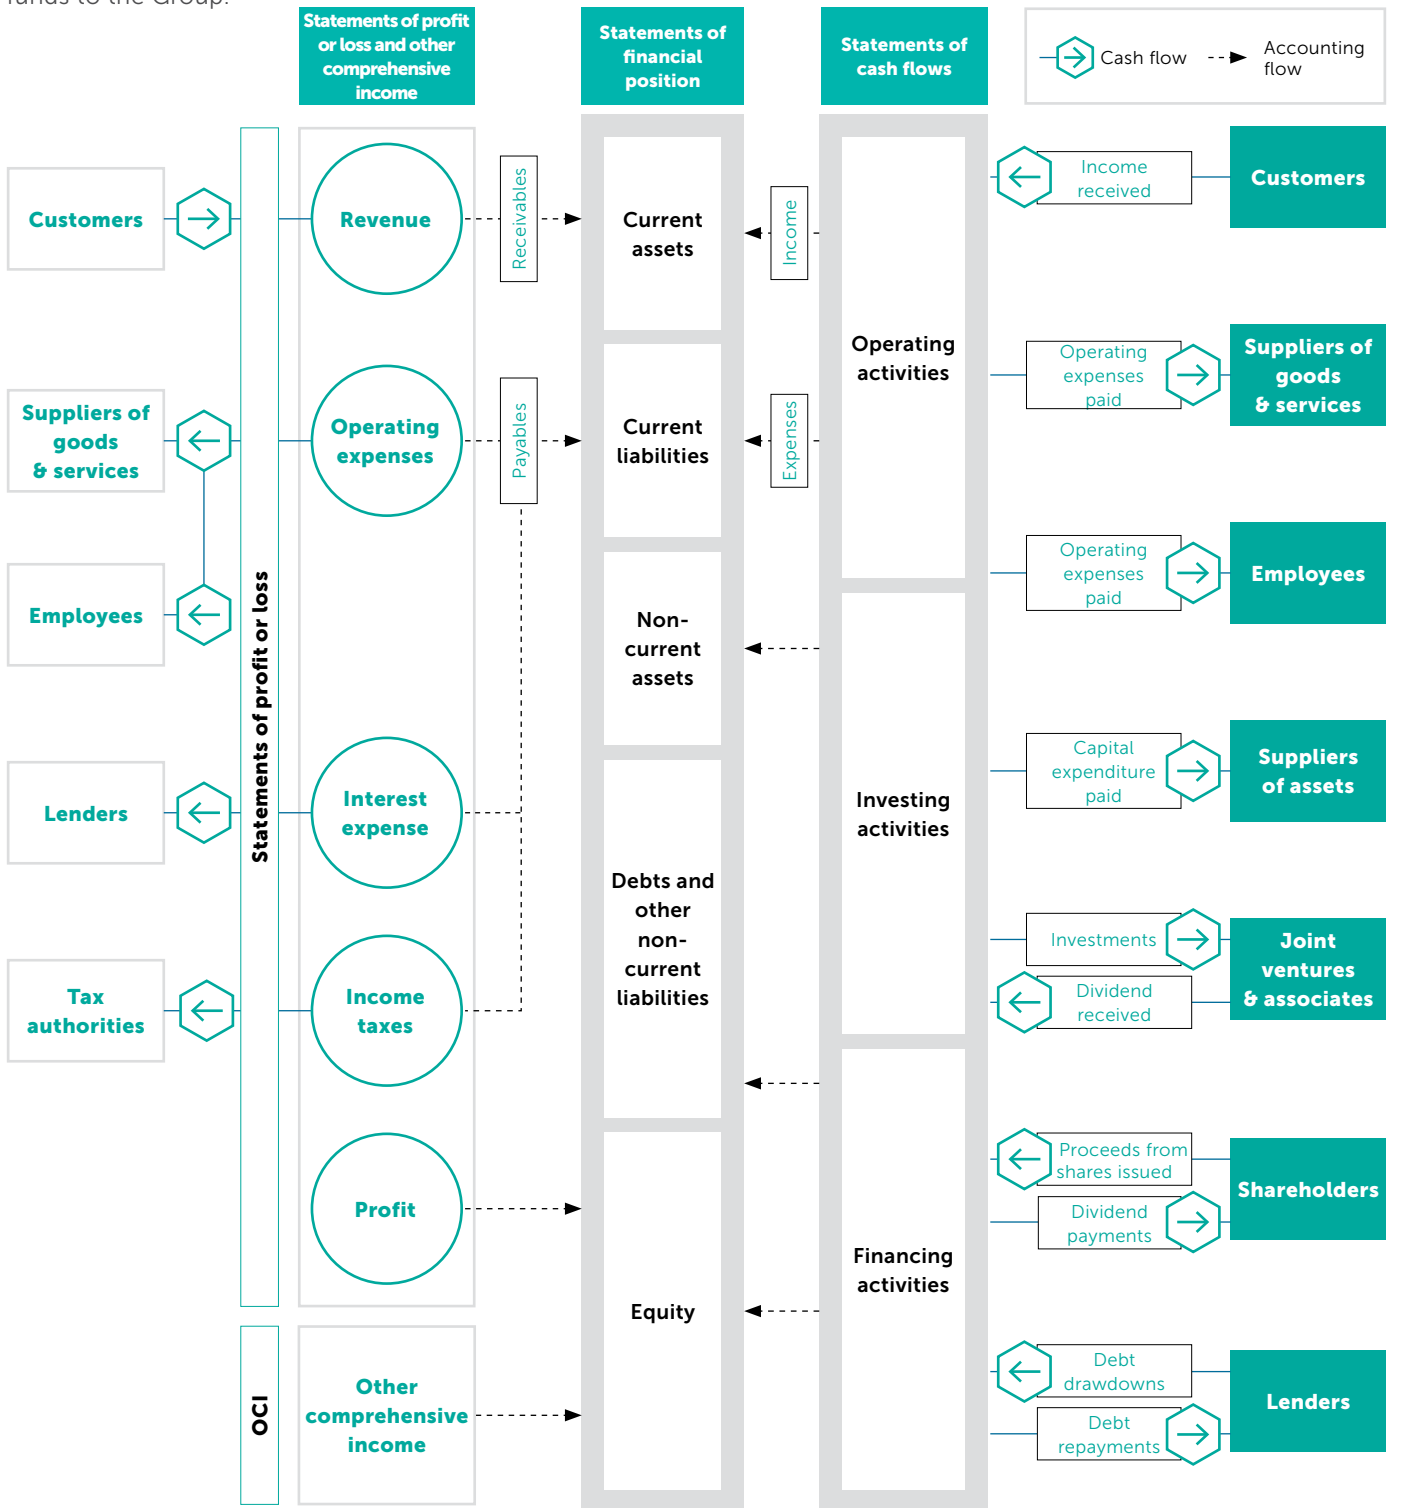 funds to the Group.
Statements of profit
or loss and other
comprehensive
income
Statements of
financial
position
Statements of
cash flows
Cash flow
Accounting
flow
Customers
Suppliers of
goods
& services
Employees
Lenders
Tax
authorities
Statements of profit or loss
OCI
Revenue
Operating
expenses
Interest
expense
Income
taxes
Profit
Other
comprehensive
income
Receivables
Payables
Current
assets
Current
liabilities
Non-
current
assets
Debts and
other
non-
current
liabilities
Equity
Income
Expenses
Operating
activities
Investing
activities
Financing
activities
Income
received
Customers
Operating
expenses
paid
Suppliers of
goods
& services
Operating
expenses
paid
Employees
Capital
expenditure
paid
Suppliers
of assets
Investments
Dividend
received
Joint
ventures
& associates
Proceeds from
shares issued
Dividend
payments
Shareholders
Debt
drawdowns
Debt
repayments
Lenders